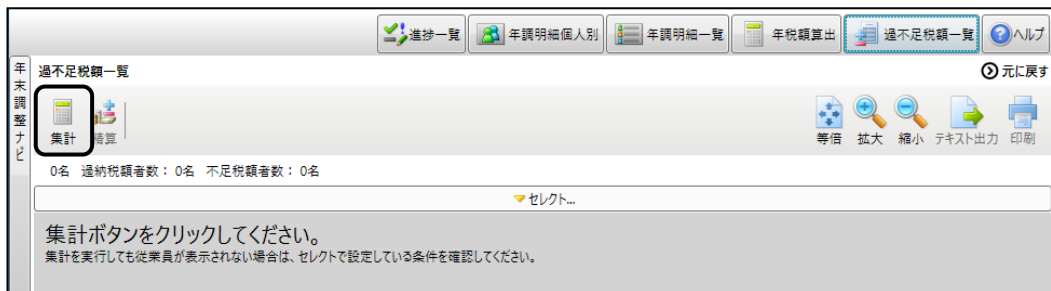 進捗一覧 年調明細個人別 年調明細一覧 年税額算出 過不足税額一覧 ヘルプ
年末調整ナビ
過不足税額一覧 元に戻す
集計 精算 等倍 拡大 縮小 テキスト出力 印刷
0名 過納税額者数：0名 不足税額者数：0名
セレクト...
集計ボタンをクリックしてください。
集計を実行しても従業員が表示されない場合は、セレクトで設定している条件を確認してください。